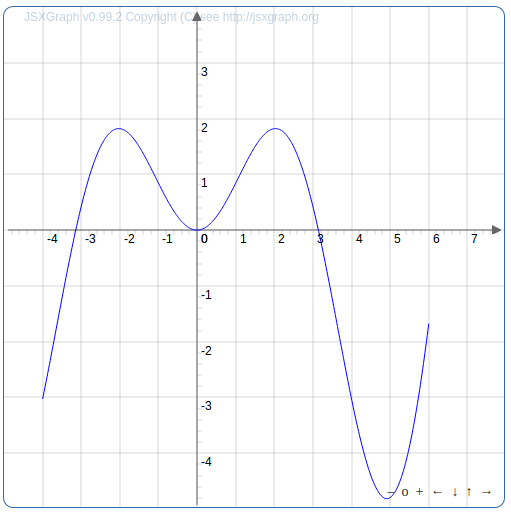 JSXGraph v0.99.2 Copyright (C) see http://jsxgraph.org
3
2
1
-4 -3 -2 -1 0 0 1 2 3 4 5 6 7
-1
-2
-3
-4
– o + ← ↓ ↑ →